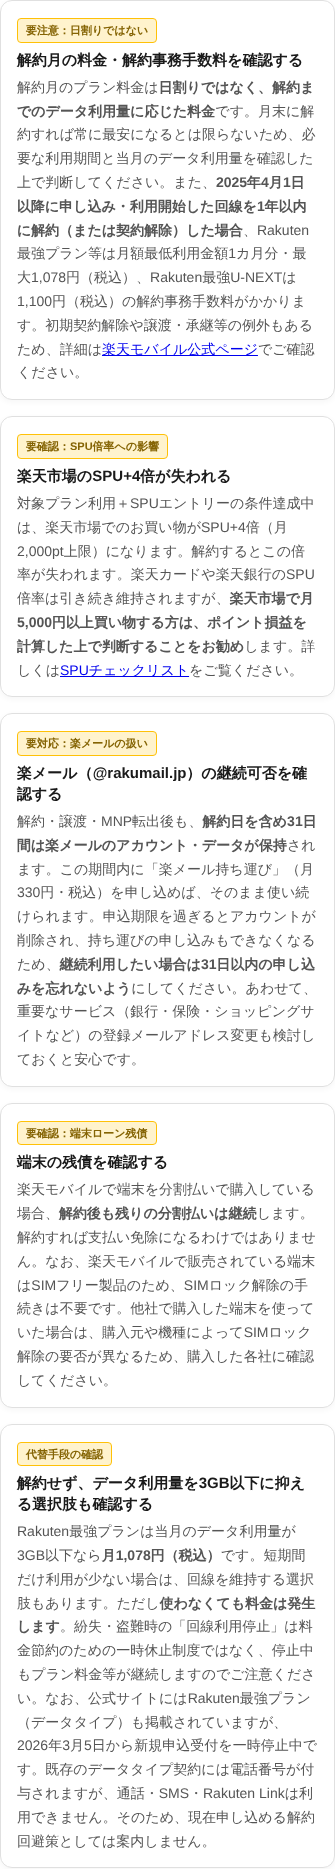 要注意：日割りではない
解約月の料金・解約事務手数料を確認する
解約月のプラン料金は日割りではなく、解約ま
でのデータ利用量に応じた料金です。月末に解
約すれば常に最安になるとは限らないため、必
要な利用期間と当月のデータ利用量を確認した
上で判断してください。また、2025年4月1日
以降に申し込み・利用開始した回線を1年以内
に解約（または契約解除）した場合、Rakuten
最強プラン等は月額最低利用金額1カ月分・最
大1,078円（税込）、Rakuten最強U-NEXTは
1,100円（税込）の解約事務手数料がかかりま
す。初期契約解除や譲渡・承継等の例外もある
ため、詳細は楽天モバイル公式ページでご確認
ください。
要確認：SPU倍率への影響
楽天市場のSPU+4倍が失われる
対象プラン利用＋SPUエントリーの条件達成中
は、楽天市場でのお買い物がSPU+4倍（月
2,000pt上限）になります。解約するとこの倍
率が失われます。楽天カードや楽天銀行のSPU
倍率は引き続き維持されますが、楽天市場で月
5,000円以上買い物する方は、ポイント損益を
計算した上で判断することをお勧めします。詳
しくはSPUチェックリストをご覧ください。
要対応：楽メールの扱い
楽メール（@rakumail.jp）の継続可否を確
認する
解約・譲渡・MNP転出後も、解約日を含め31日
間は楽メールのアカウント・データが保持され
ます。この期間内に「楽メール持ち運び」（月
330円・税込）を申し込めば、そのまま使い続
けられます。申込期限を過ぎるとアカウントが
削除され、持ち運びの申し込みもできなくなる
ため、継続利用したい場合は31日以内の申し込
みを忘れないようにしてください。あわせて、
重要なサービス（銀行・保険・ショッピングサ
イトなど）の登録メールアドレス変更も検討し
ておくと安心です。
要確認：端末ローン残債
端末の残債を確認する
楽天モバイルで端末を分割払いで購入している
場合、解約後も残りの分割払いは継続します。
解約すれば支払い免除になるわけではありませ
ん。なお、楽天モバイルで販売されている端末
はSIMフリー製品のため、SIMロック解除の手
続きは不要です。他社で購入した端末を使って
いた場合は、購入元や機種によってSIMロック
解除の要否が異なるため、購入した各社に確認
してください。
代替手段の確認
解約せず、データ利用量を3GB以下に抑え
る選択肢も確認する
Rakuten最強プランは当月のデータ利用量が
3GB以下なら月1,078円（税込）です。短期間
だけ利用が少ない場合は、回線を維持する選択
肢もあります。ただし使わなくても料金は発生
します。紛失・盗難時の「回線利用停止」は料
金節約のための一時休止制度ではなく、停止中
もプラン料金等が継続しますのでご注意くださ
い。なお、公式サイトにはRakuten最強プラン
（データタイプ）も掲載されていますが、
2026年3月5日から新規申込受付を一時停止中で
す。既存のデータタイプ契約には電話番号が付
与されますが、通話・SMS・Rakuten Linkは利
用できません。そのため、現在申し込める解約
回避策としては案内しません。